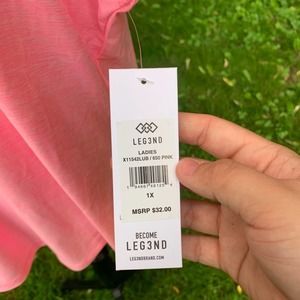 LEG3ND
LADIES
X11542LUB / 650 PINK
1X
MSRP $32.00
BECOME
LEG3ND
LEG3NDBRAND.COM